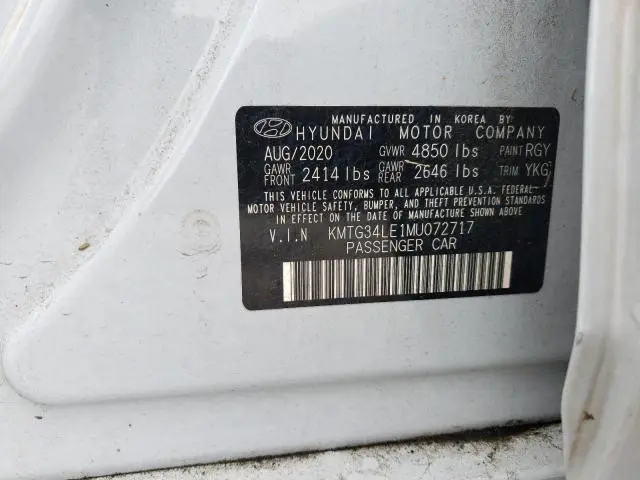 MANUFACTURED IN KOREA BY
HYUNDAI MOTOR COMPANY
AUG/2020 GVWR 4850 lbs PAINT RGY
GAWR FRONT 2414 lbs GAWR REAR 2646 lbs TRIM YKG
THIS VEHICLE CONFORMS TO ALL APPLICABLE U.S.A. FEDERAL
MOTOR VEHICLE SAFETY, BUMPER, AND THEFT PREVENTION STANDARDS
IN EFFECT ON THE DATE OF MANUFACTURE SHOWN ABOVE.
V.I.N KMTG34LE1MU072717
PASSENGER CAR